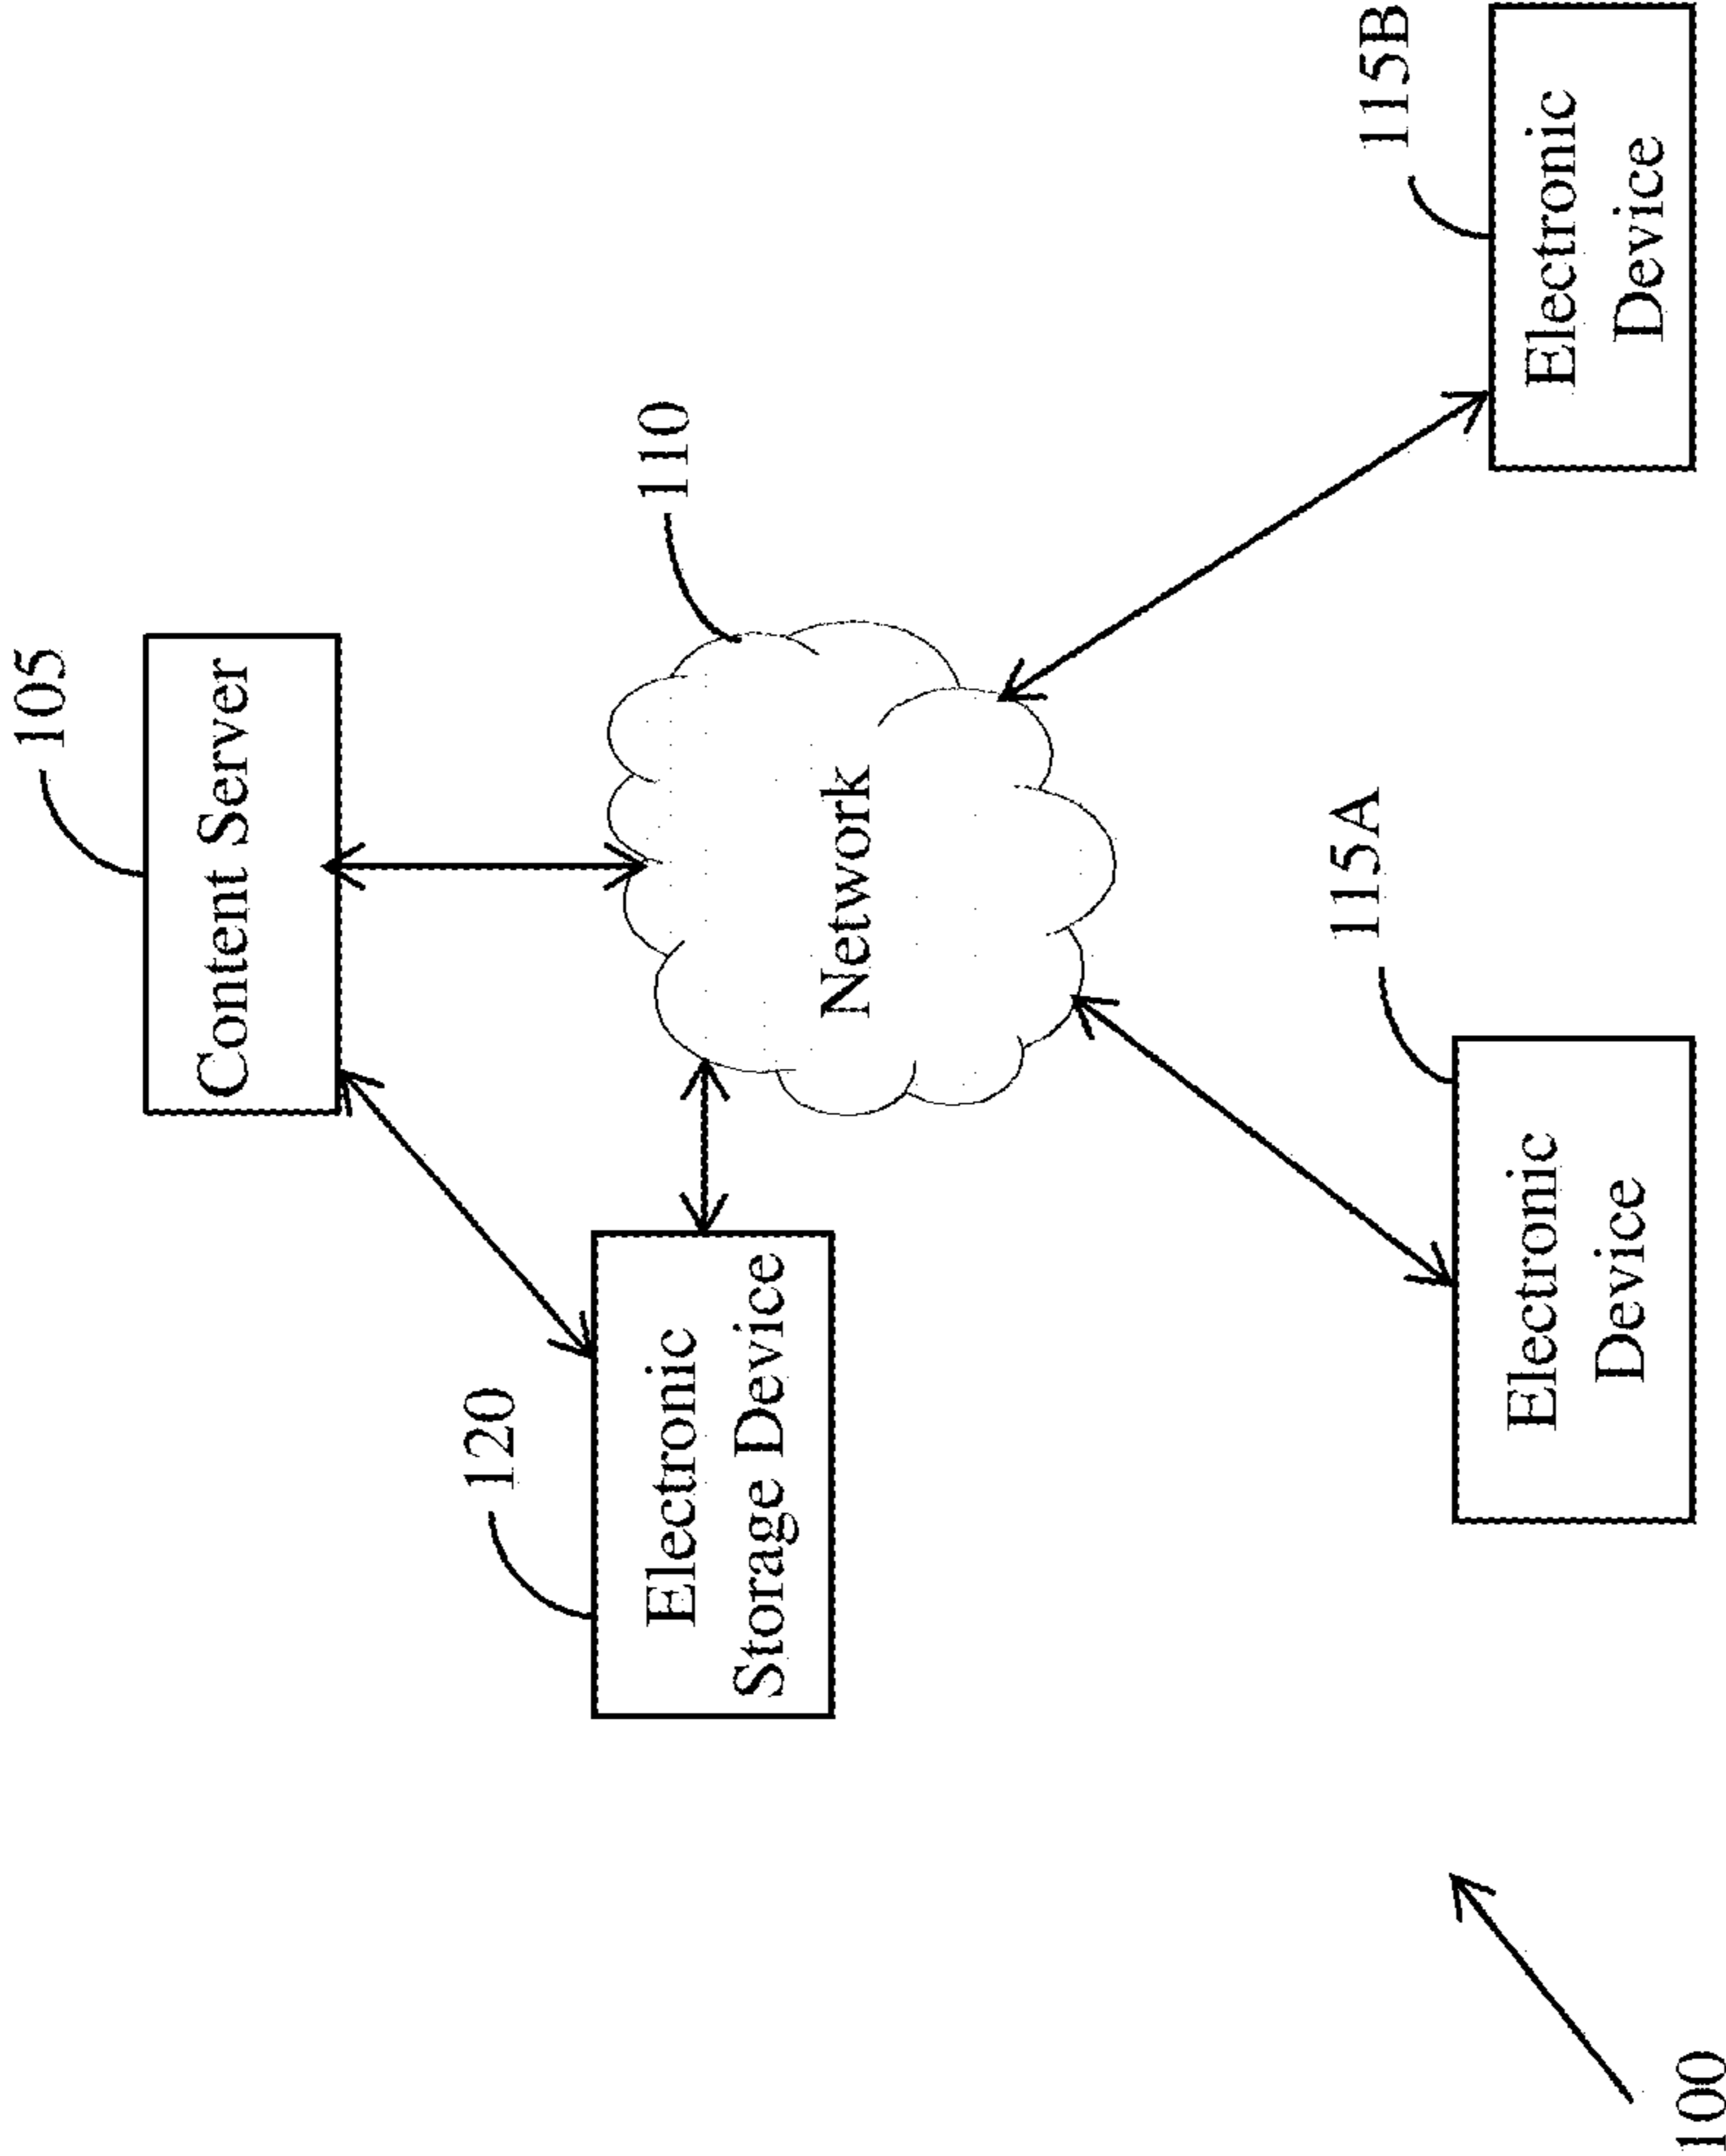 105
Content Server
120
Electronic
Storage Device
110
Network
115A
Electronic
Device
115B
Electronic
Device
100